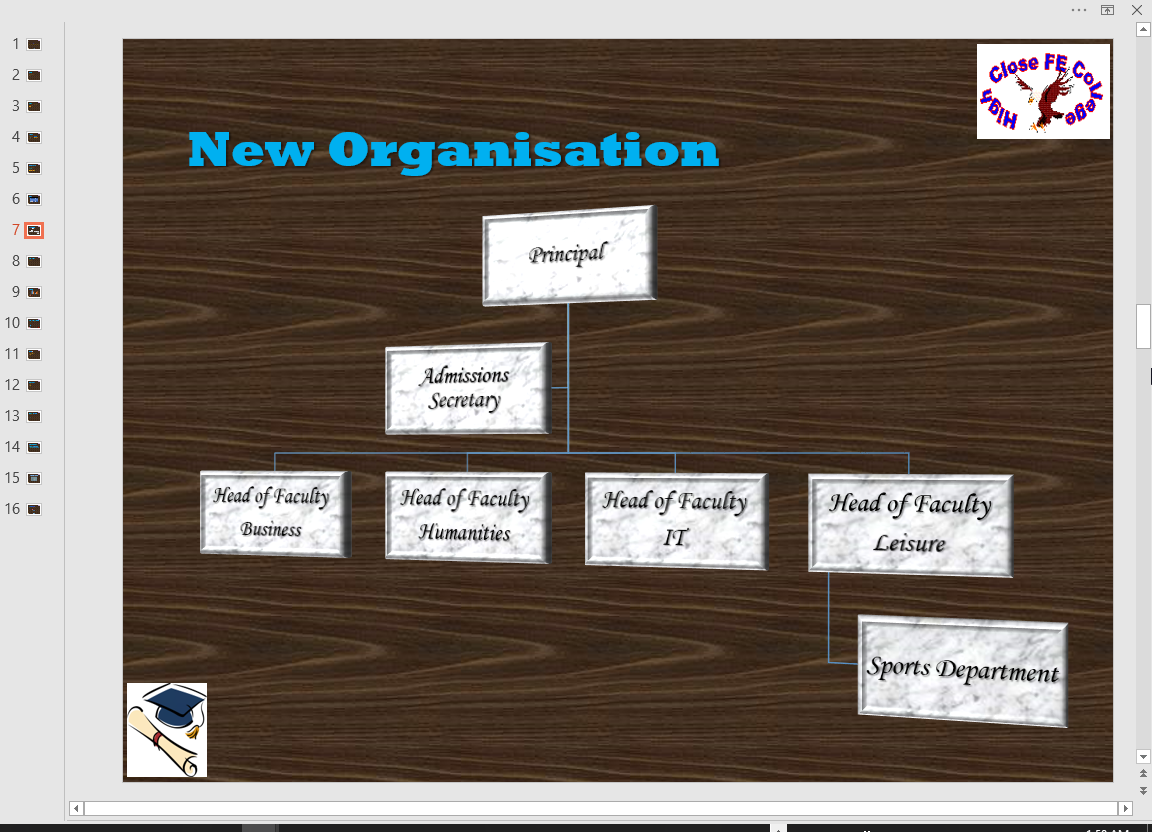 1
2
3
4
5
6
7
8
9
10
11
12
13
14
15
16
High Close FE College
New Organisation
Principal
Admissions
Secretary
Head of Faculty
Business
Head of Faculty
Humanities
Head of Faculty
IT
Head of Faculty
Leisure
Sports Department